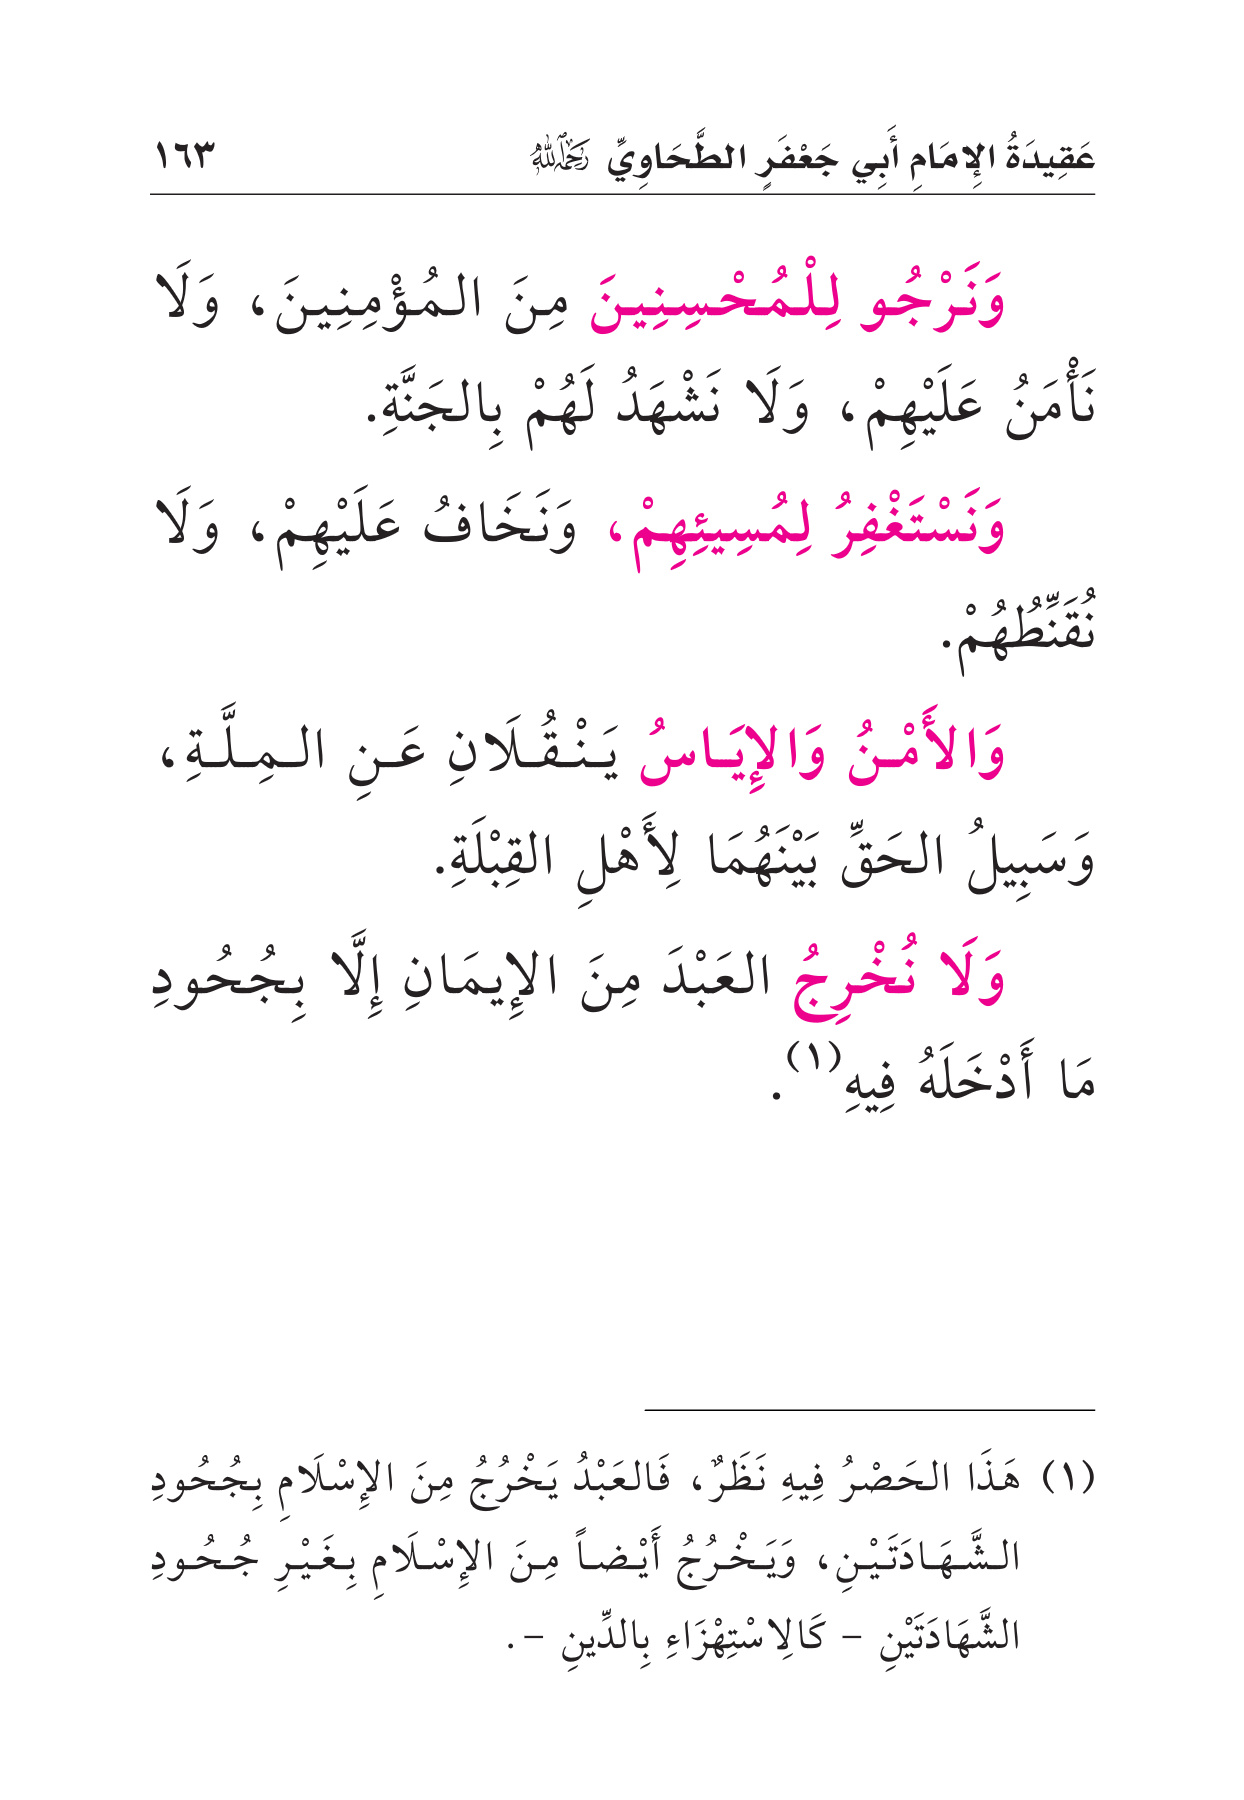 عَقِيدَةُ الإِمَامِ أَبِي جَعْفَرٍ الطَّحَاوِيِّ رَحِمَهُ اللَّهُ ١٦٣
وَنَرْجُو لِلْمُحْسِنِينَ مِنَ المُؤْمِنِينَ، وَلَا
نَأْمَنُ عَلَيْهِمْ، وَلَا نَشْهَدُ لَهُمْ بِالجَنَّةِ.
وَنَسْتَغْفِرُ لِمُسِيئِهِمْ، وَنَخَافُ عَلَيْهِمْ، وَلَا
نُقَنِّطُهُمْ.
وَالأَمْنُ وَالإِيَاسُ يَنْقُلَانِ عَنِ المِلَّةِ،
وَسَبِيلُ الحَقِّ بَيْنَهُمَا لِأَهْلِ القِبْلَةِ.
وَلَا نُخْرِجُ العَبْدَ مِنَ الإِيمَانِ إِلَّا بِجُحُودِ
مَا أَدْخَلَهُ فِيهِ(١).
(١) هَذَا الحَصْرُ فِيهِ نَظَرٌ، فَالعَبْدُ يَخْرُجُ مِنَ الإِسْلَامِ بِجُحُودِ
الشَّهَادَتَيْنِ، وَيَخْرُجُ أَيْضاً مِنَ الإِسْلَامِ بِغَيْرِ جُحُودِ
الشَّهَادَتَيْنِ – كَالِاسْتِهْزَاءِ بِالدِّينِ –.